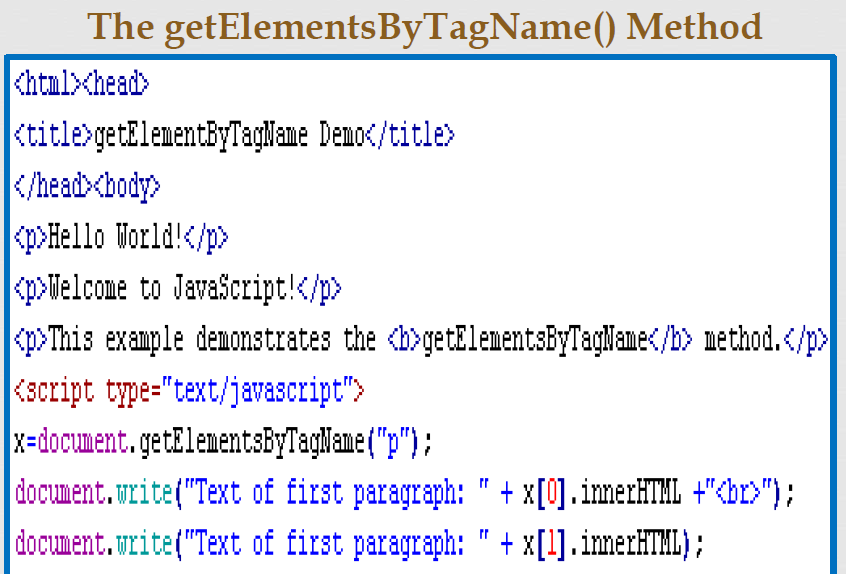 The getElementsByTagName() Method
<html><head>
<title>getElementByTagName Demo</title>
</head><body>
<p>Hello World!</p>
<p>Welcome to JavaScript!</p>
<p>This example demonstrates the <b>getElementsByTagName</b> method.</p>
<script type="text/javascript">
x=document.getElementsByTagName("p");
document.write("Text of first paragraph: " + x[0].innerHTML +"<br>");
document.write("Text of first paragraph: " + x[1].innerHTML);